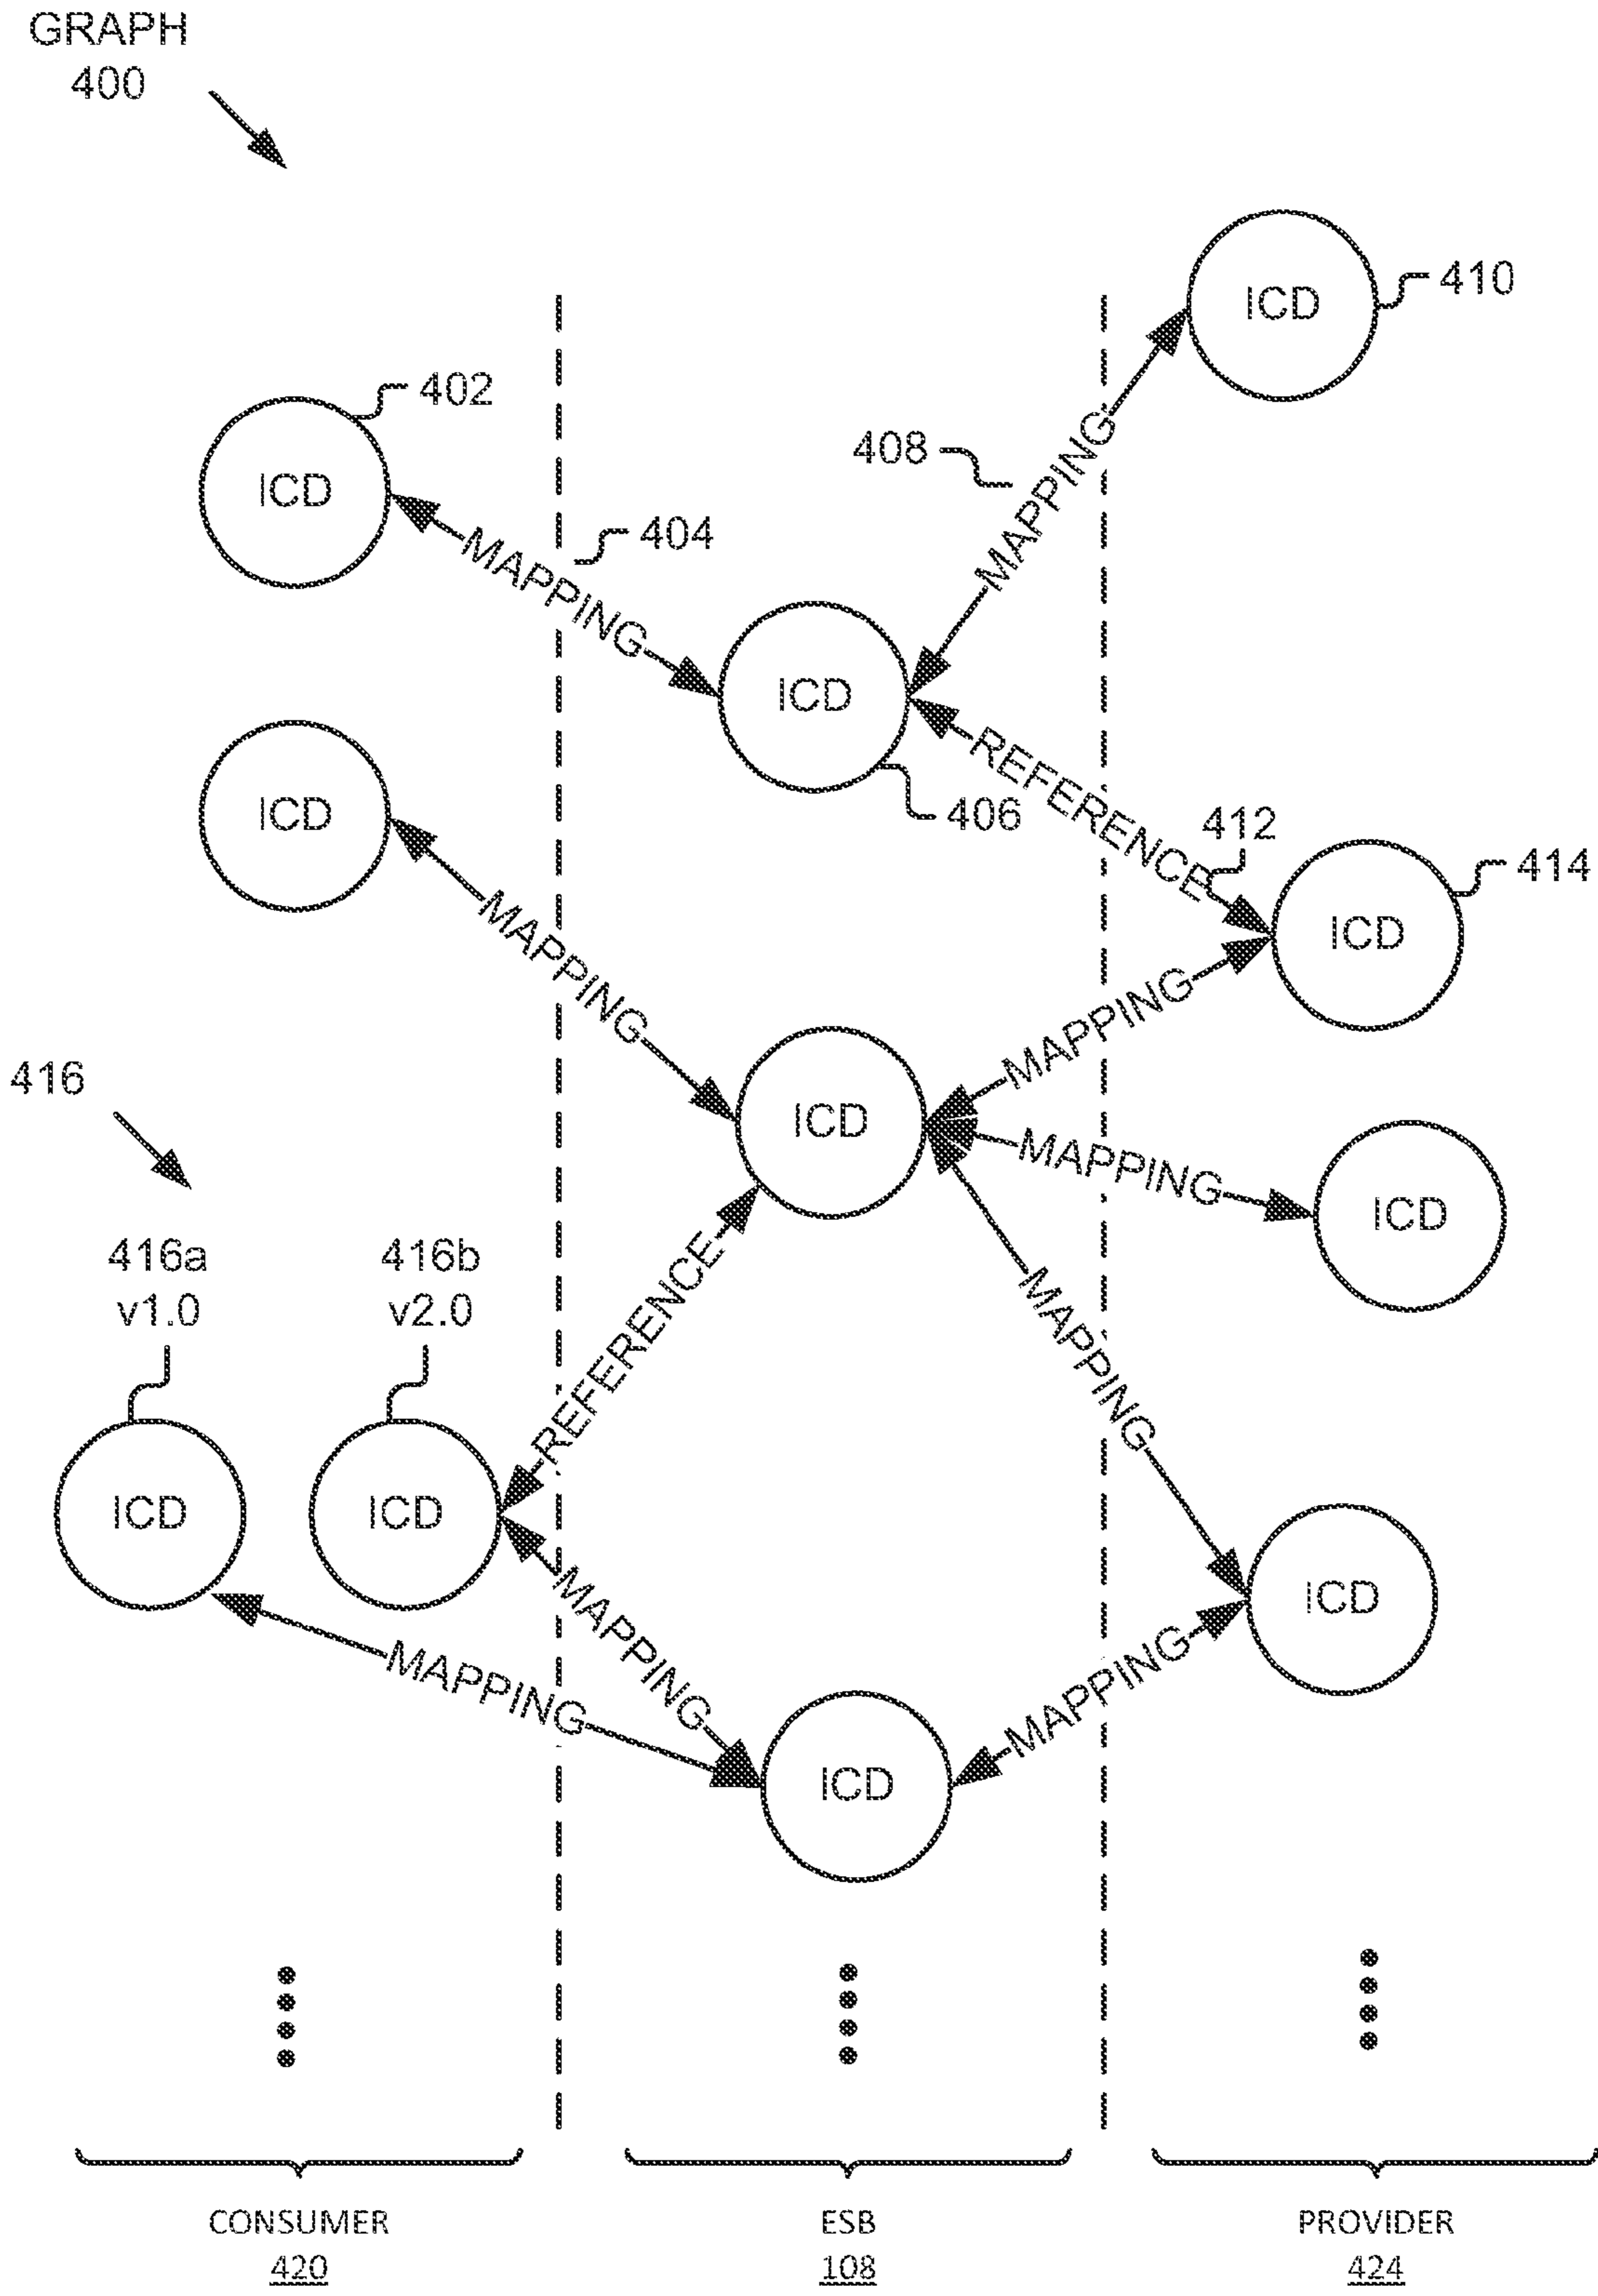 GRAPH
400
ICD
410
402
ICD
408
MAPPING
404
MAPPING
ICD
406
REFERENCE
412
ICD
414
ICD
MAPPING
MAPPING
416
ICD
MAPPING
ICD
416a
v1.0
416b
v2.0
REFERENCE
MAPPING
ICD
ICD
ICD
MAPPING
MAPPING
MAPPING
ICD
CONSUMER
420
ESB
108
PROVIDER
424